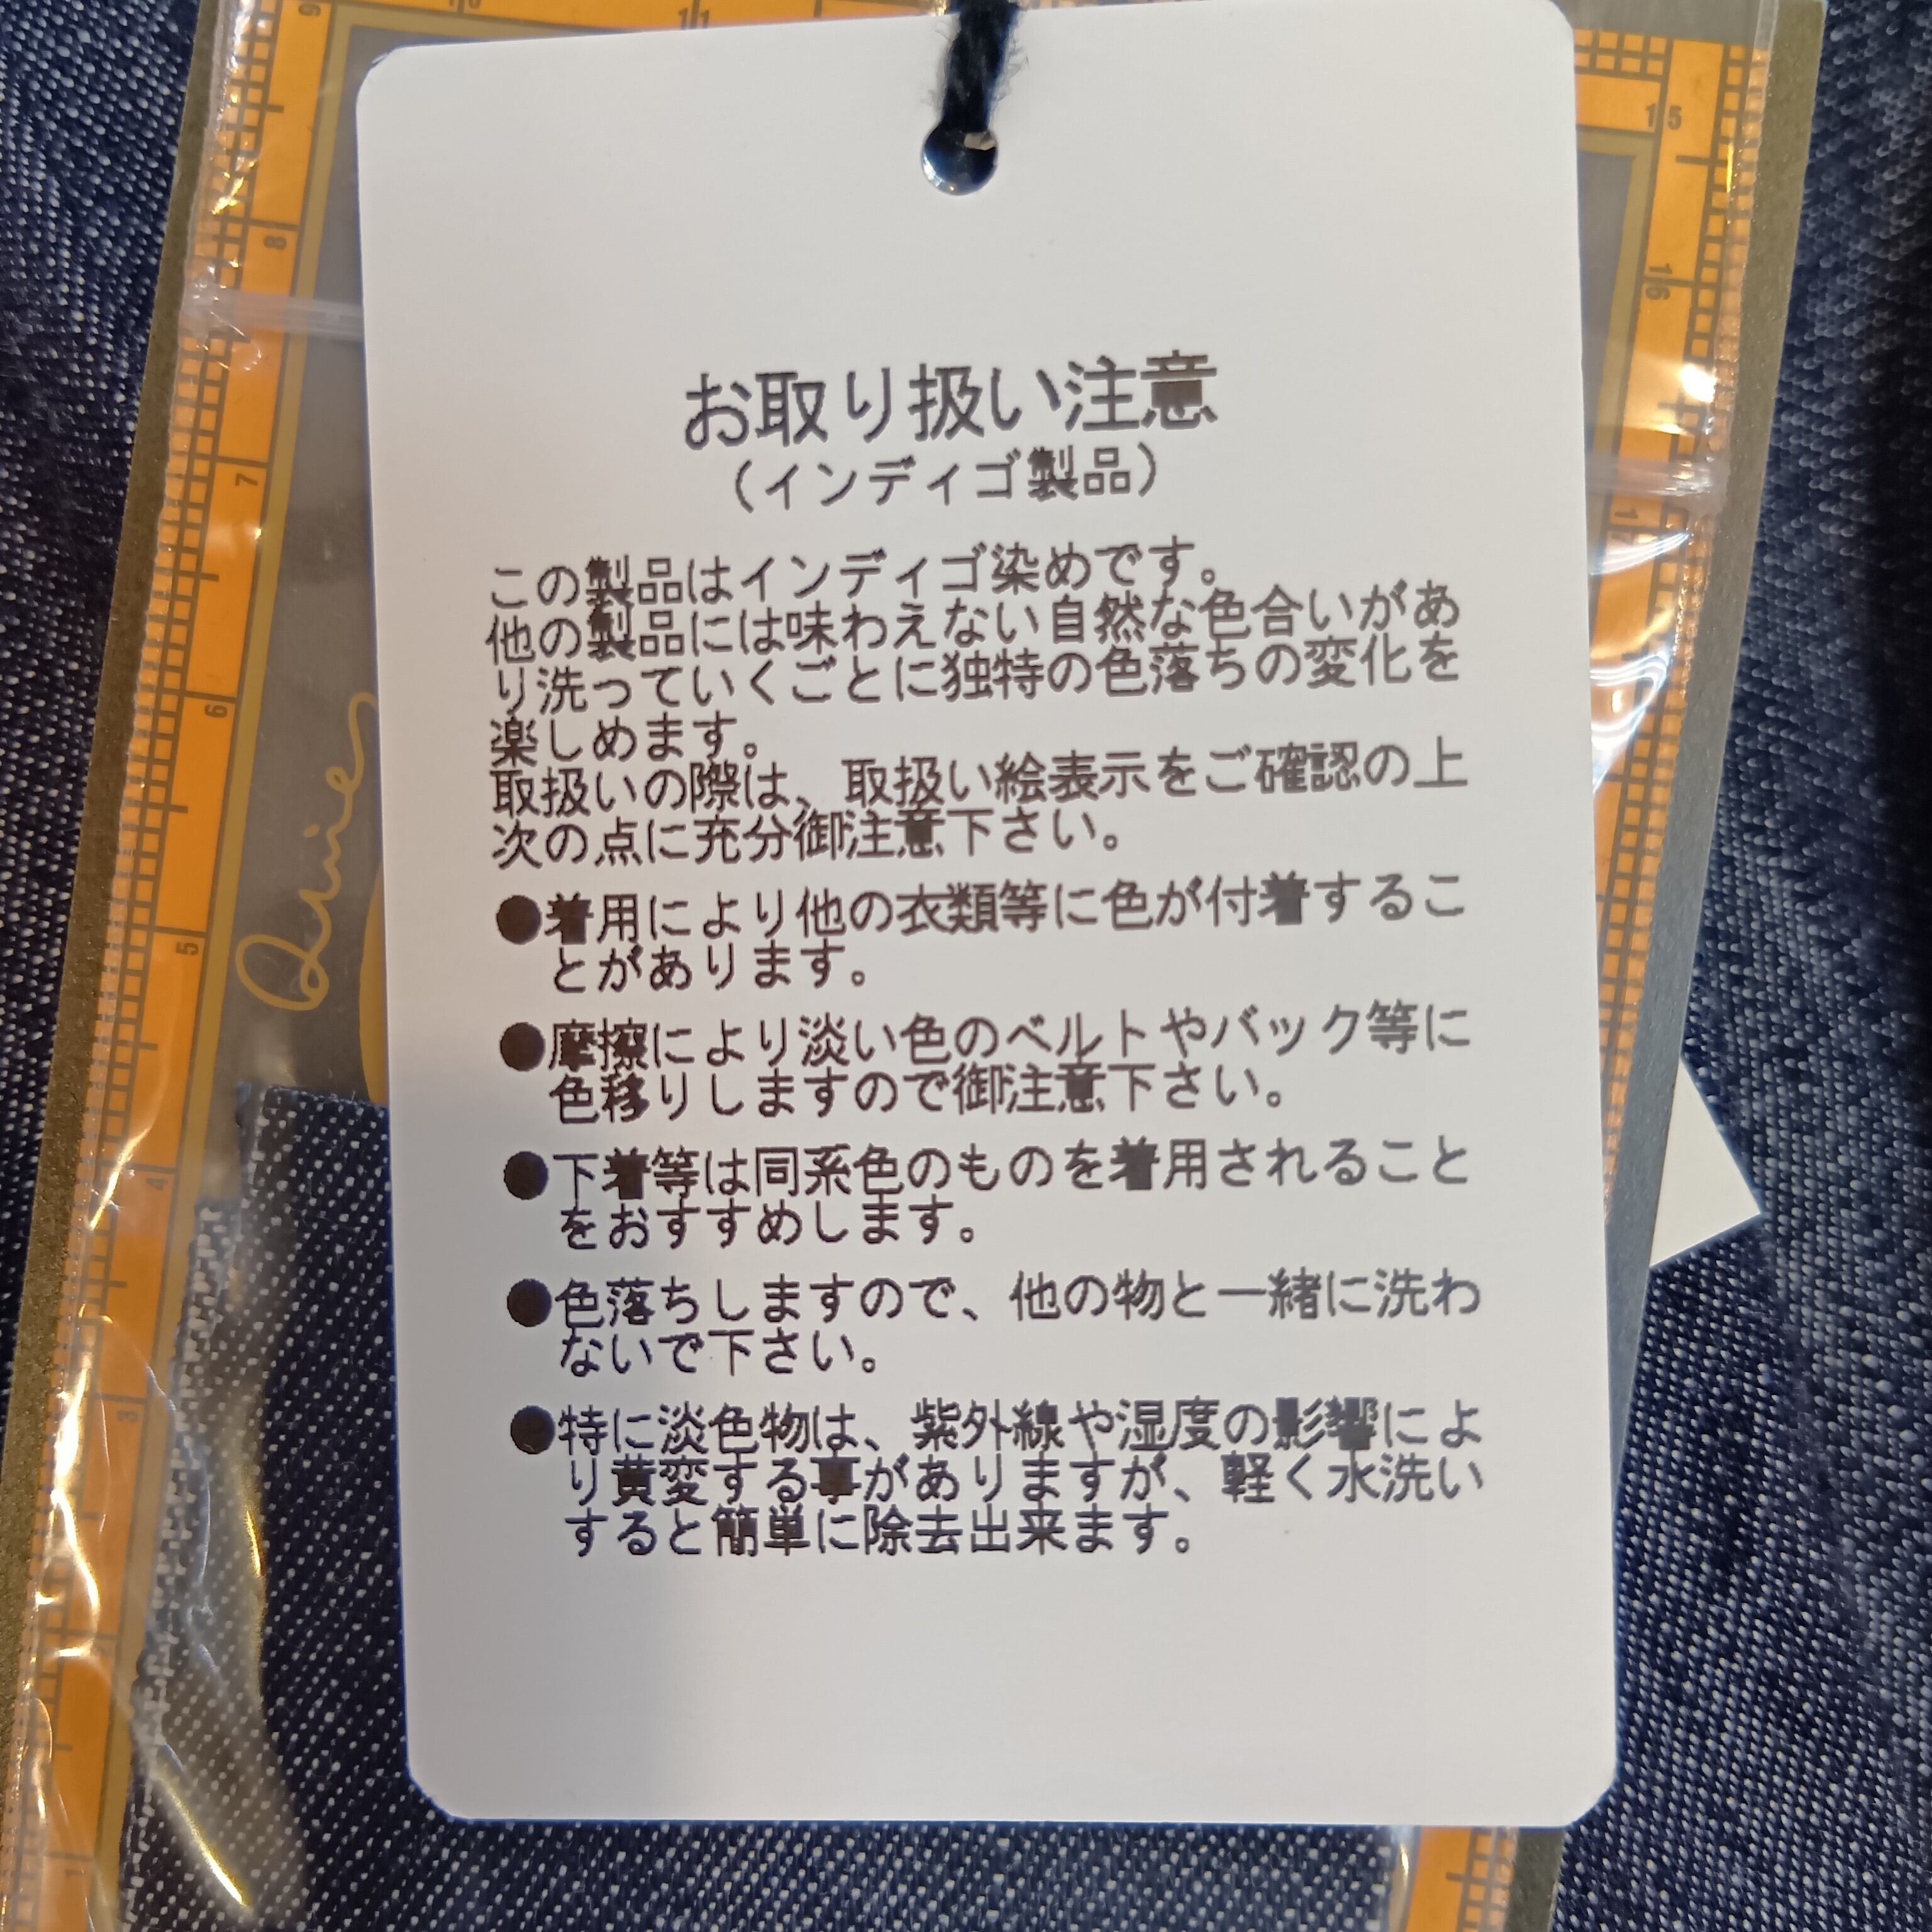 お取り扱い注意
(インディゴ製品)
この製品はインディゴ染めです。
他の製品には味わえない自然な色合いがあ
り洗っていくごとに独特の色落ちの変化を
楽しめます。
取扱いの際は、取扱い絵表示をご確認の上
次の点に充分御注意下さい。
●着用により他の衣類等に色が付着するこ
とがあります。
●摩擦により淡い色のベルトやバック等に
色移りしますので御注意下さい。
●下着等は同系色のものを着用されること
をおすすめします。
●色落ちしますので、他の物と一緒に洗わ
ないで下さい。
●特に淡色物は、紫外線や湿度の影響によ
り黄変する事がありますが、軽く水洗い
すると簡単に除去出来ます。
9
10
11
15
16
17
8
7
6
5
4
3
1